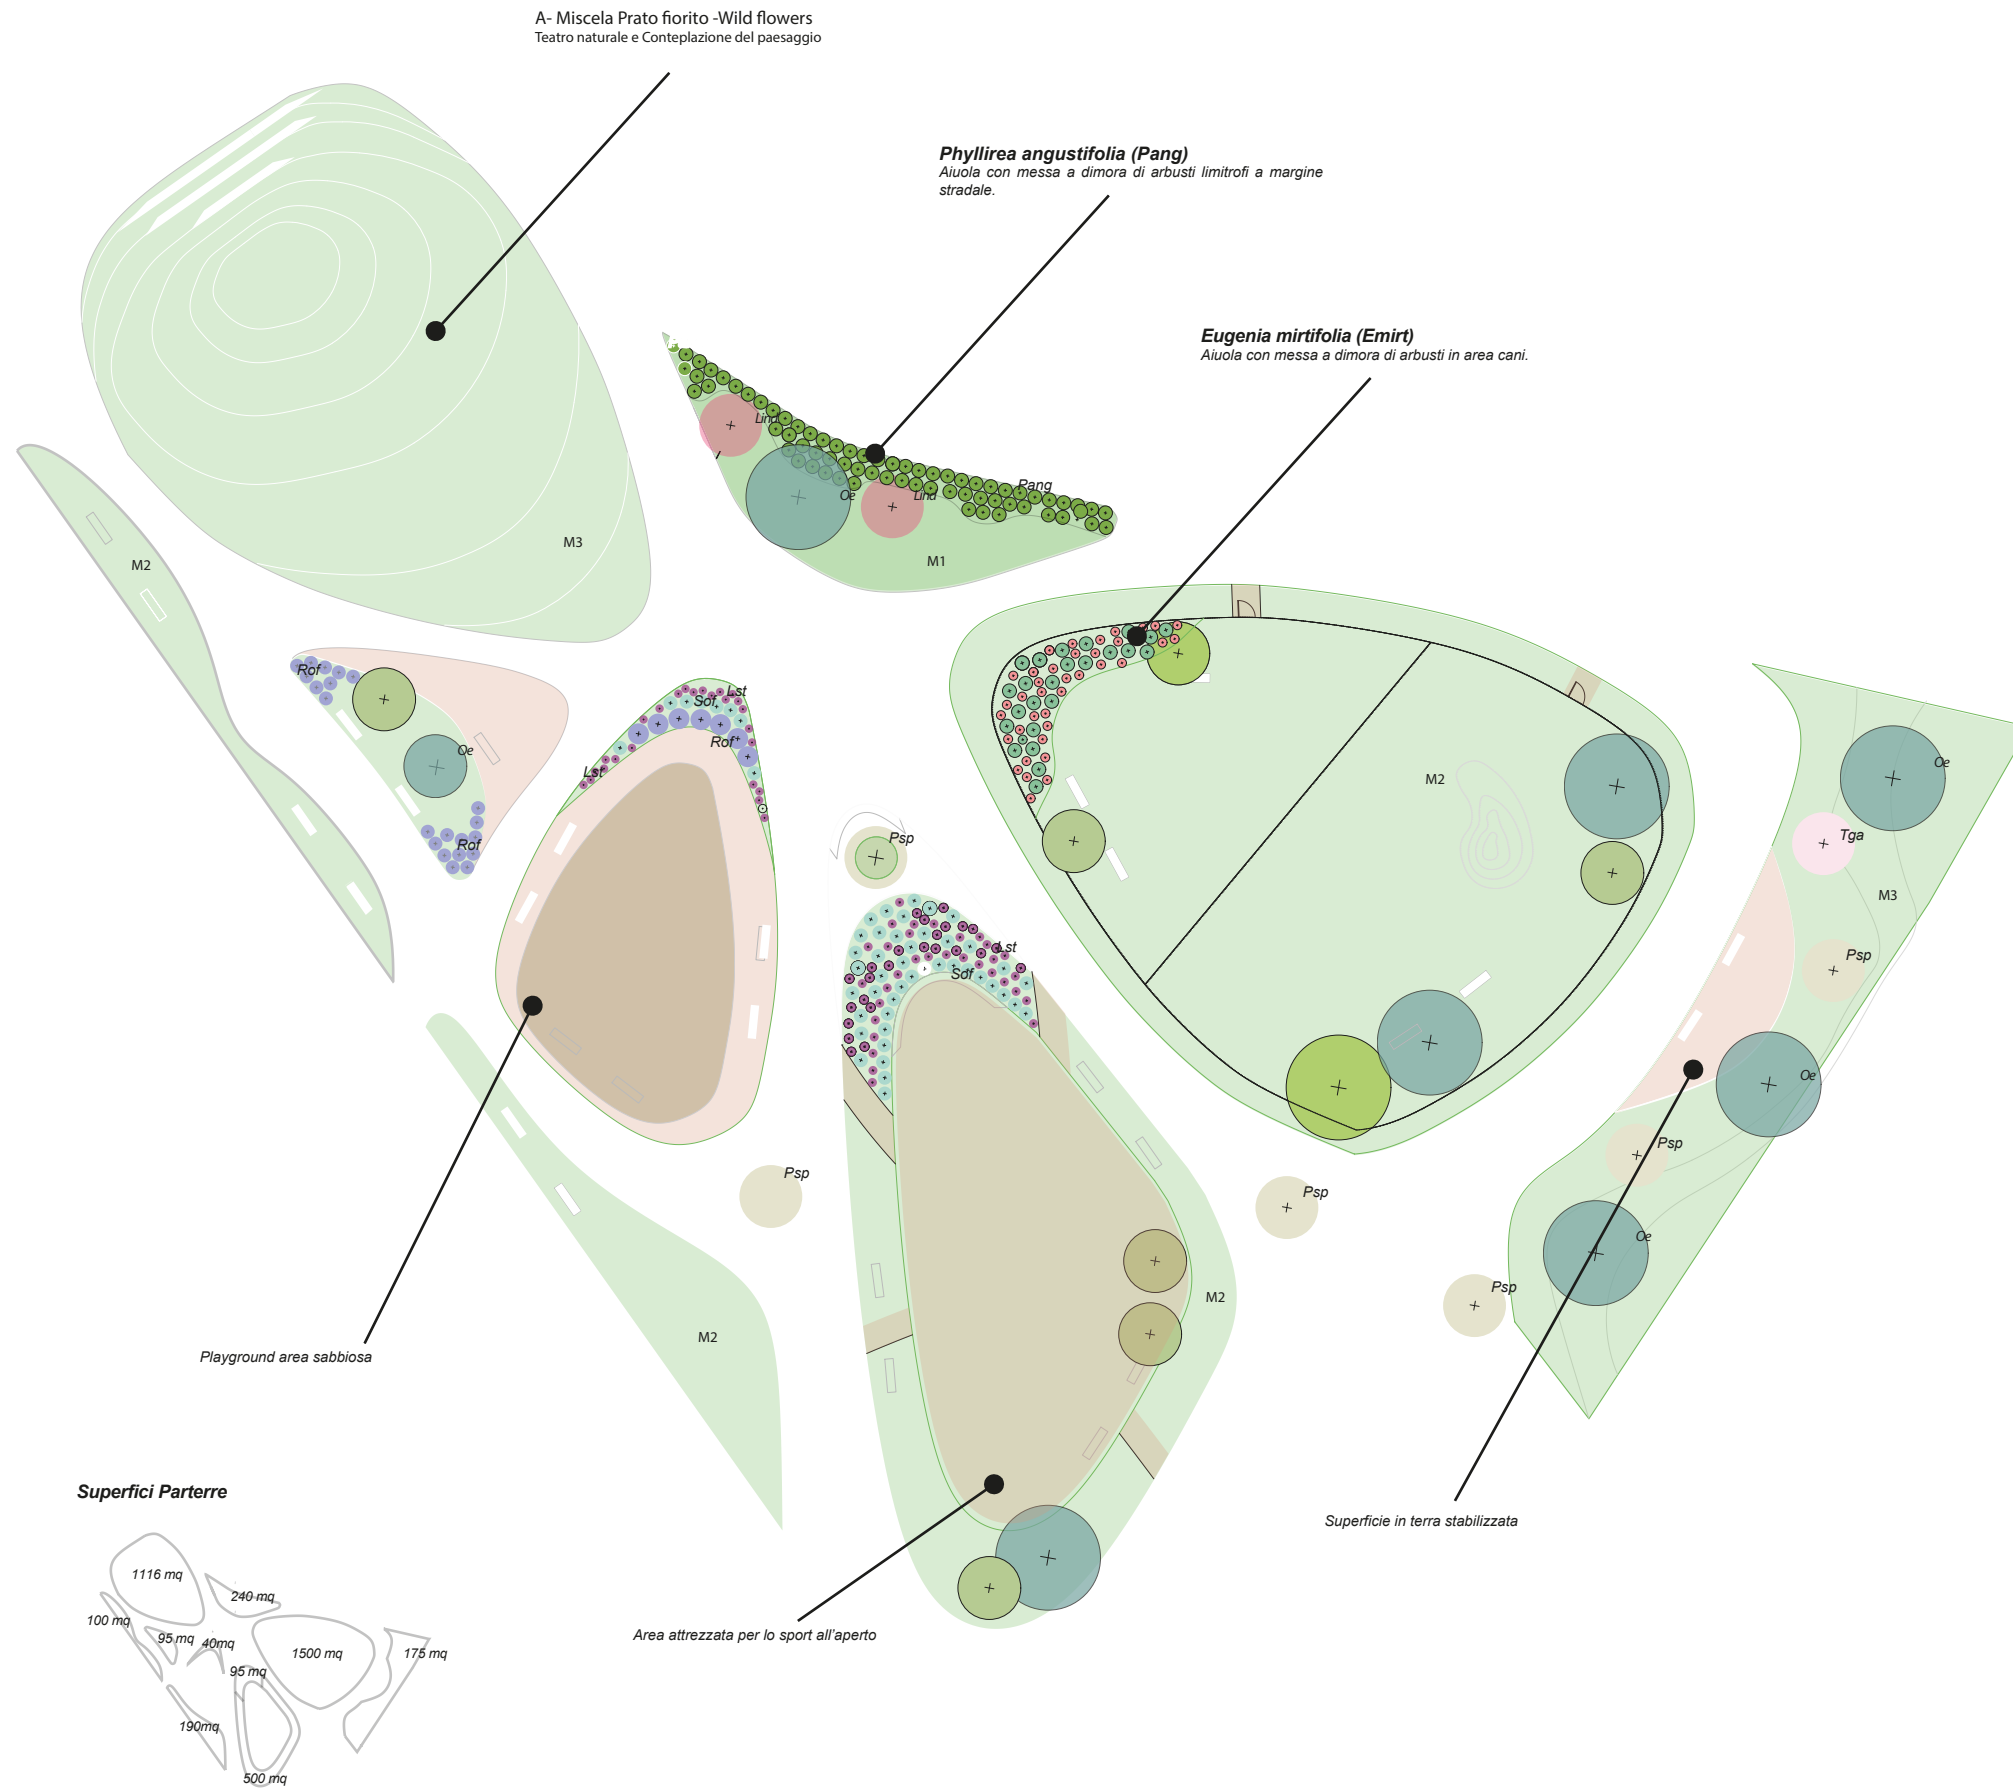 A- Miscela Prato fiorito -Wild flowers
Teatro naturale e Conteplazione del paesaggio
Phyllirea angustifolia (Pang)
Aiuola con messa a dimora di arbusti limitrofi a margine
stradale.
Eugenia mirtifolia (Emirt)
Aiuola con messa a dimora di arbusti in area cani.
Lind
Pang
Oe
Lind
M3
M1
M2
Rof
Oe
Rof
Lst
Sof
Rof
Lst
M2
Oe
Tga
M3
Psp
Psp
Lst
Sof
Psp
Oe
Psp
Psp
Psp
Oe
Psp
M2
M2
Playground area sabbiosa
Superficie in terra stabilizzata
Area attrezzata per lo sport all'aperto
Superfici Parterre
1116 mq
240 mq
100 mq
95 mq
40mq
1500 mq
175 mq
95 mq
190mq
500 mq